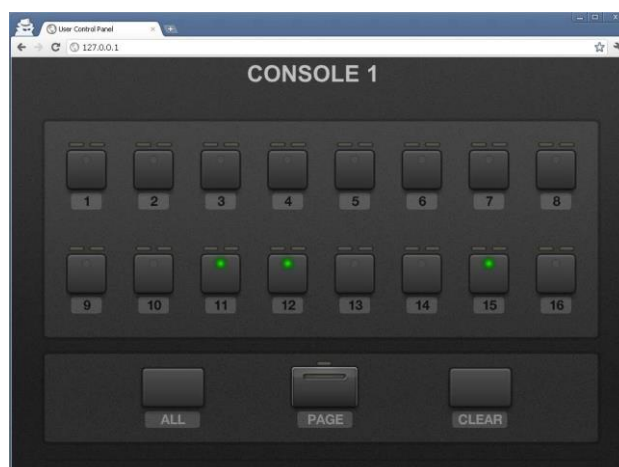 User Control Panel
127.0.0.1
CONSOLE 1
1 2 3 4 5 6 7 8
9 10 11 12 13 14 15 16
ALL PAGE CLEAR